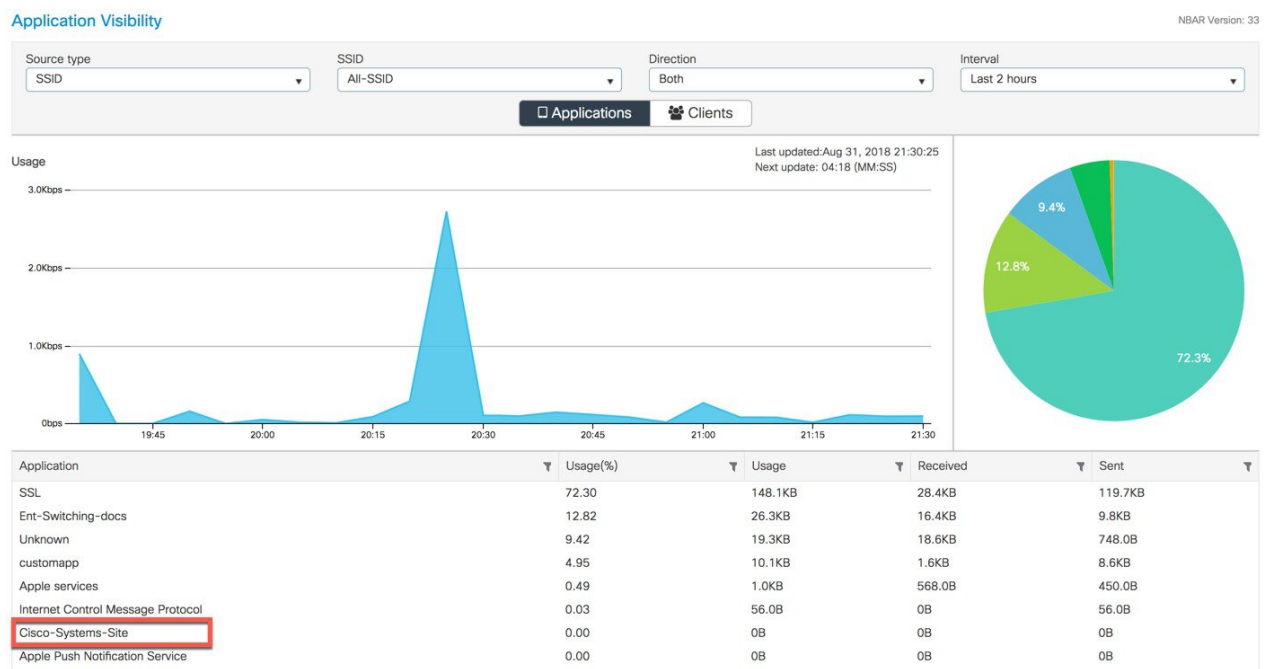 Application Visibility
NBAR Version: 33
Source type
SSID
Direction
Interval
SSID
All-SSID
Both
Last 2 hours
Applications
Clients
Usage
Last updated:Aug 31, 2018 21:30:25
Next update: 04:18 (MM:SS)
3.0Kbps
2.0Kbps
1.0Kbps
0bps
19:45 20:00 20:15 20:30 20:45 21:00 21:15 21:30
9.4%
12.8%
72.3%
Application Usage(%) Usage Received Sent
SSL 72.30 148.1KB 28.4KB 119.7KB
Ent-Switching-docs 12.82 26.3KB 16.4KB 9.8KB
Unknown 9.42 19.3KB 18.6KB 748.0B
customapp 4.95 10.1KB 1.6KB 8.6KB
Apple services 0.49 1.0KB 568.0B 450.0B
Internet Control Message Protocol 0.03 56.0B 0B 56.0B
Cisco-Systems-Site 0.00 0B 0B 0B
Apple Push Notification Service 0.00 0B 0B 0B